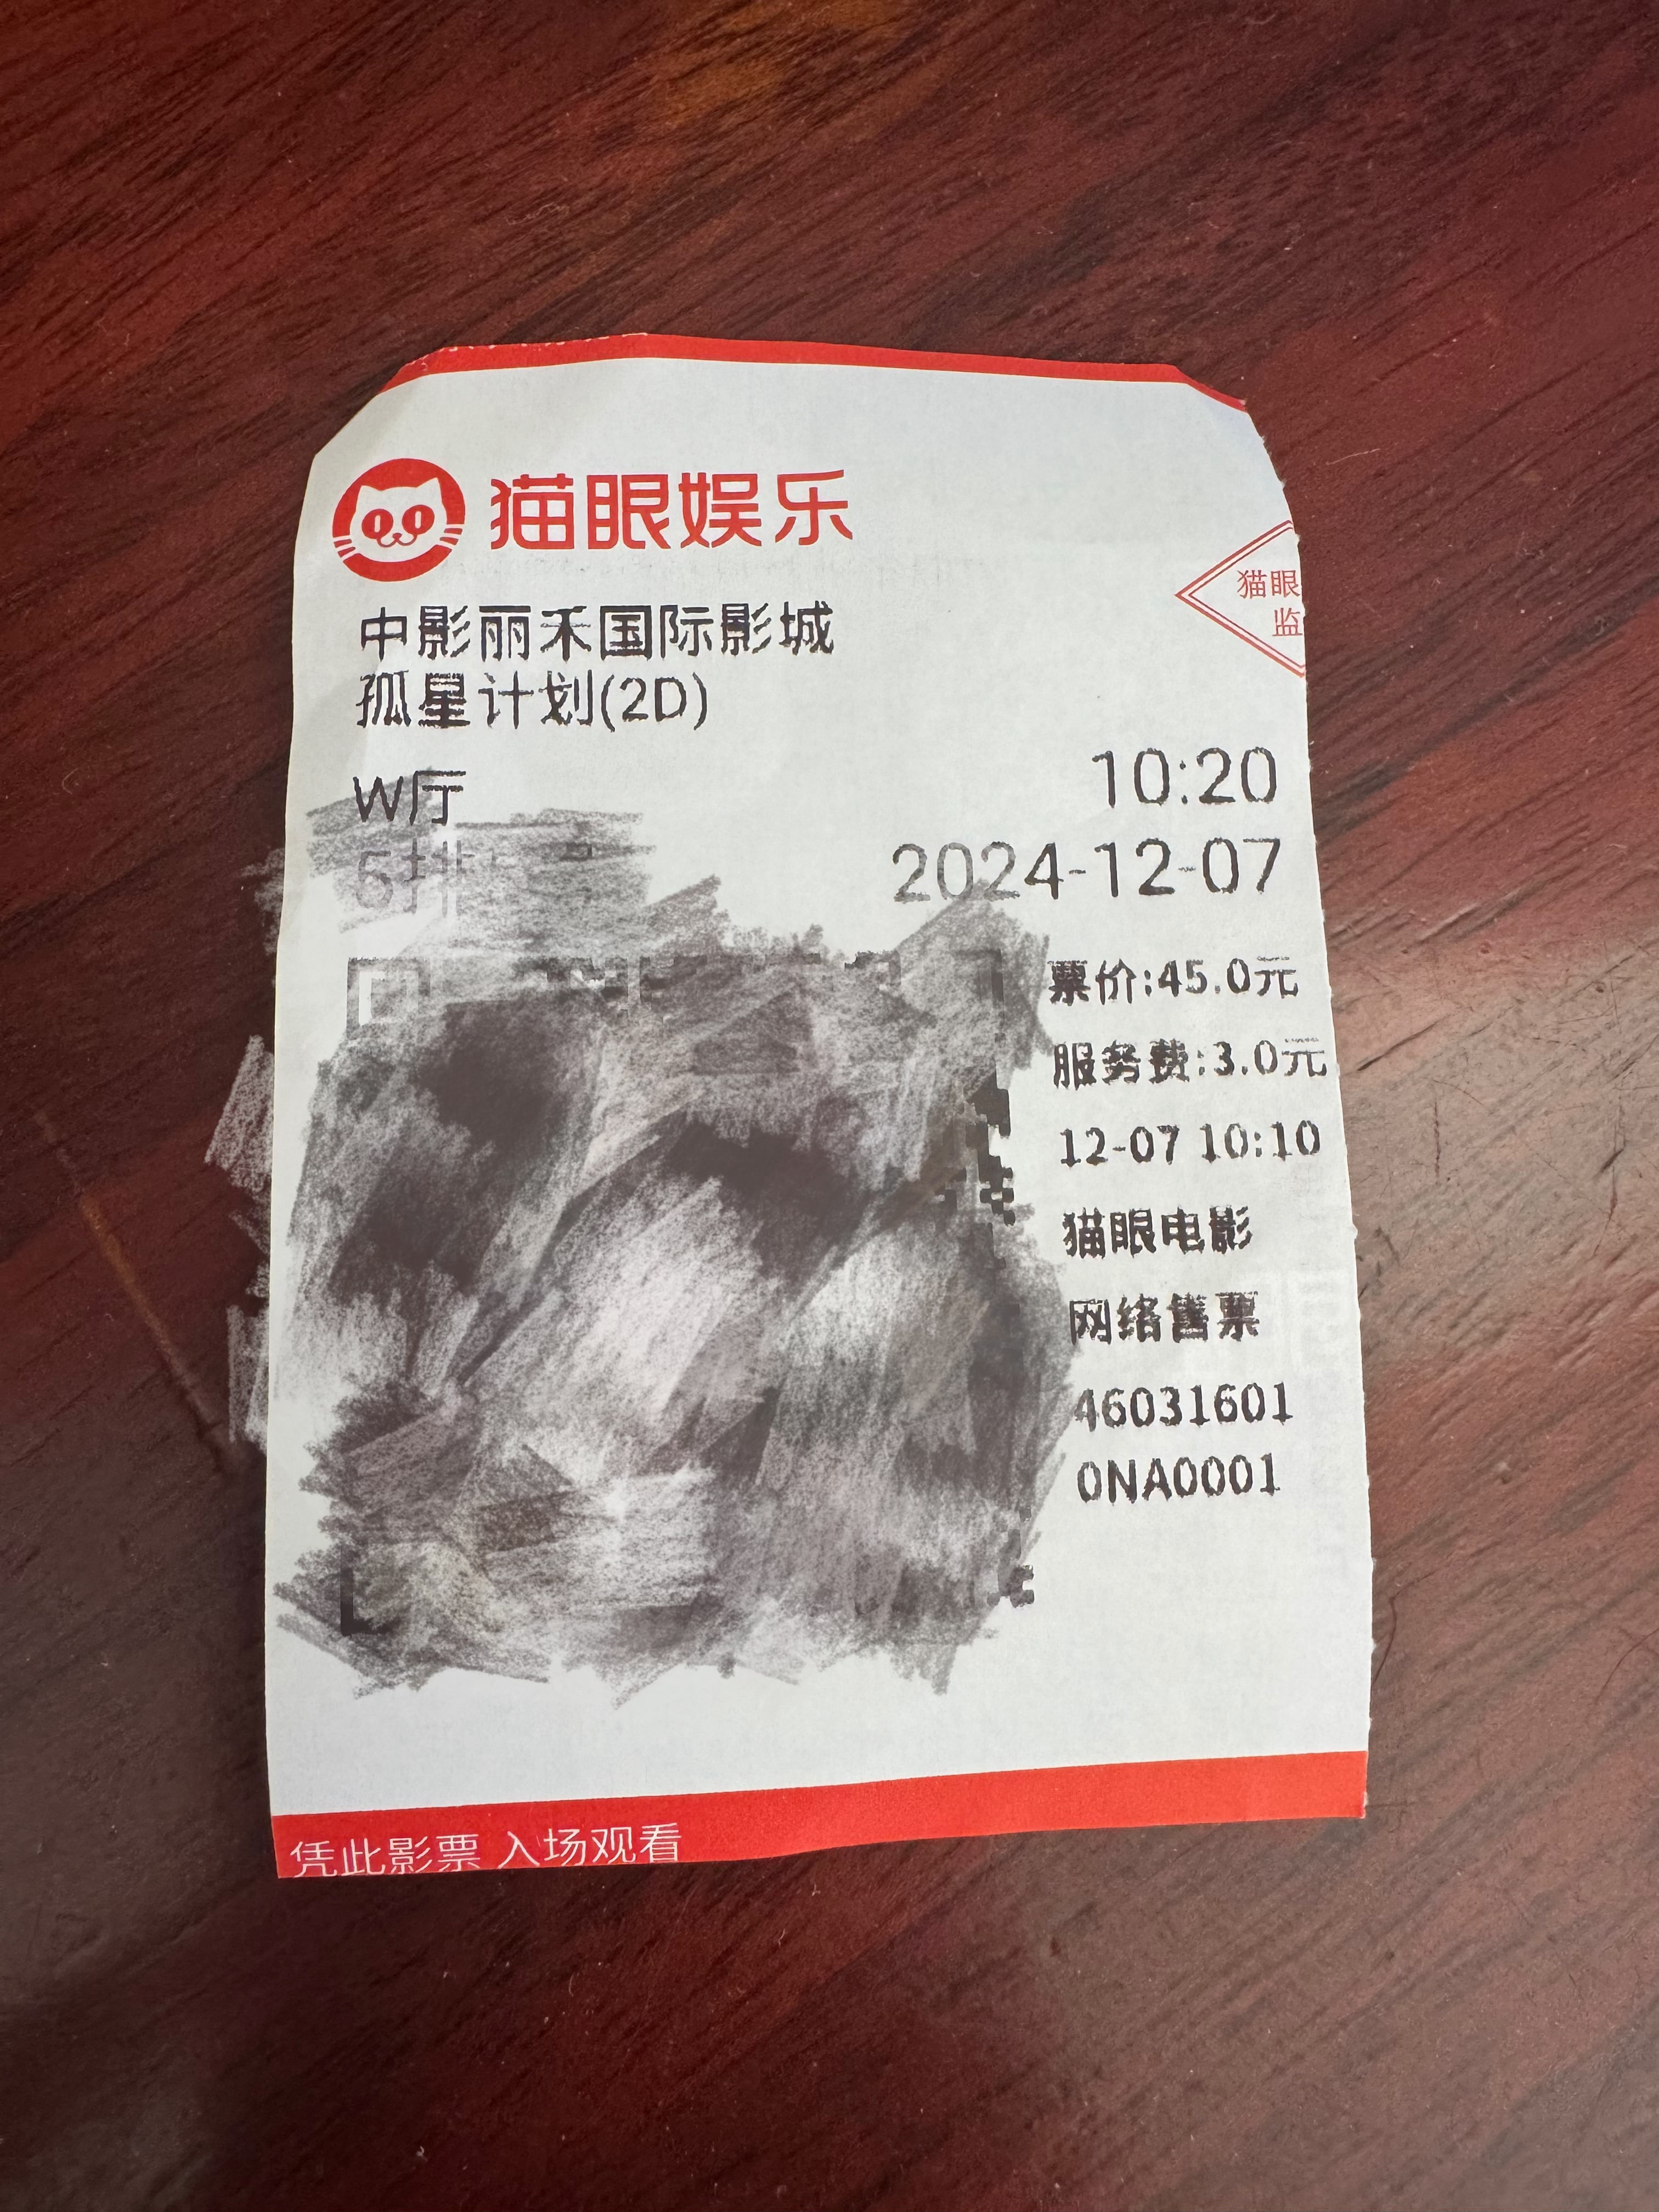 猫眼娱乐
猫眼
监
中影丽禾国际影城
孤星计划(2D)
W厅
10:20
5排
2024-12-07
票价:45.0元
服务费:3.0元
12-07 10:10
猫眼电影
网络售票
46031601
0NA0001
凭此影票 入场观看